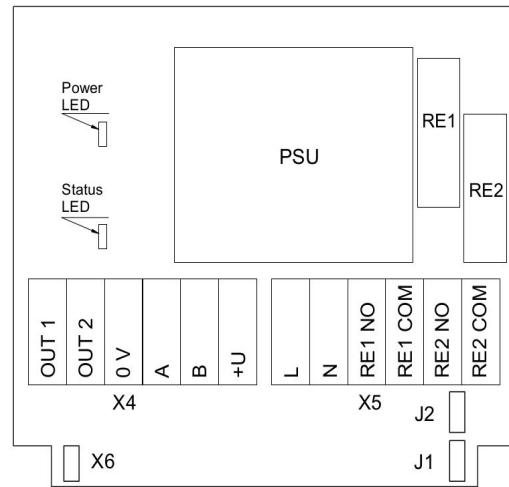 Power
LED
PSU
RE1
RE2
Status
LED
OUT 1
OUT 2
0 V
A
B
+U
L
N
RE1 NO
RE1 COM
RE2 NO
RE2 COM
X4
X5
J2
X6
J1